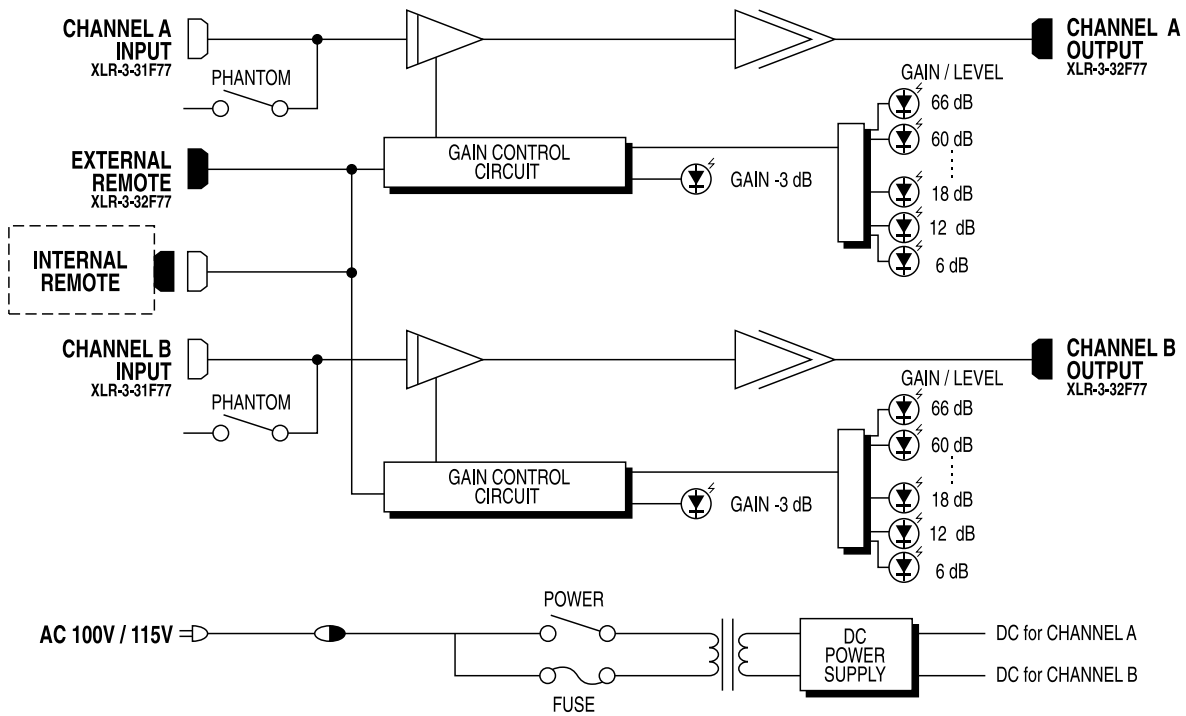 CHANNEL A
INPUT
XLR-3-31F77
PHANTOM
CHANNEL A
OUTPUT
XLR-3-32F77
GAIN / LEVEL
66 dB
60 dB
18 dB
12 dB
6 dB
EXTERNAL
REMOTE
XLR-3-32F77
GAIN CONTROL
CIRCUIT
GAIN -3 dB
INTERNAL
REMOTE
CHANNEL B
INPUT
XLR-3-31F77
PHANTOM
CHANNEL B
OUTPUT
XLR-3-32F77
GAIN / LEVEL
66 dB
60 dB
18 dB
12 dB
6 dB
GAIN CONTROL
CIRCUIT
GAIN -3 dB
AC 100V / 115V
POWER
FUSE
DC
POWER
SUPPLY
DC for CHANNEL A
DC for CHANNEL B